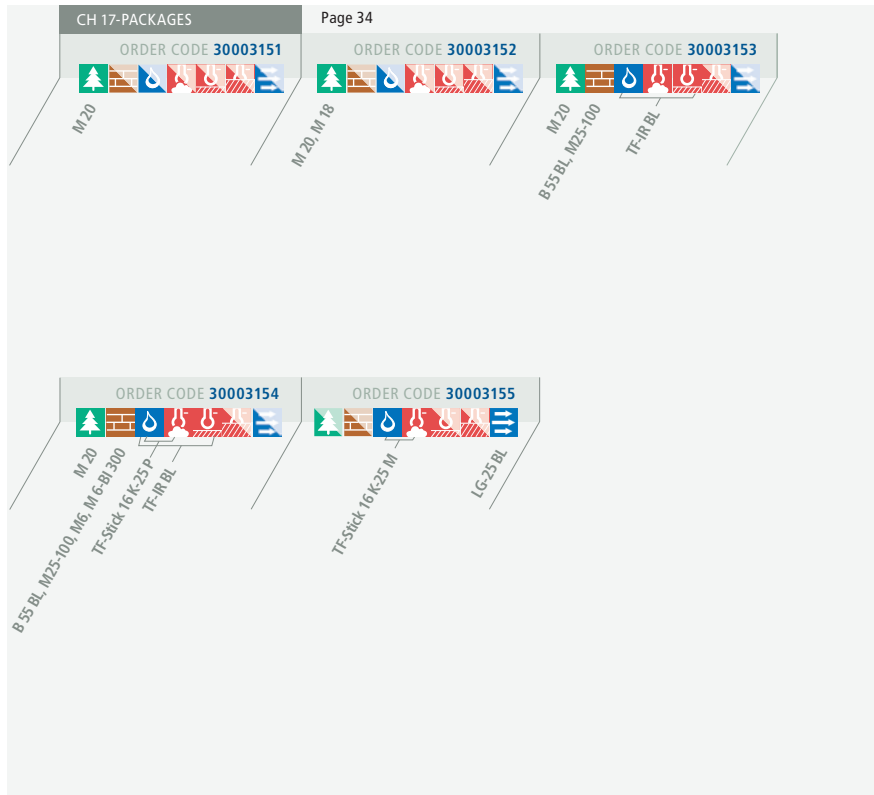 CH 17-PACKAGES
Page 34
ORDER CODE 30003151
ORDER CODE 30003152
ORDER CODE 30003153
M 20
M 20, M 18
M 20
B 55 BL, M25-100
TF-IR BL
ORDER CODE 30003154
ORDER CODE 30003155
M 20
B 55 BL, M25-100, M6, M 6-BI 300
TF-Stick 16 K-25 P
TF-IR BL
TF-Stick 16 K-25 M
LG-25 BL